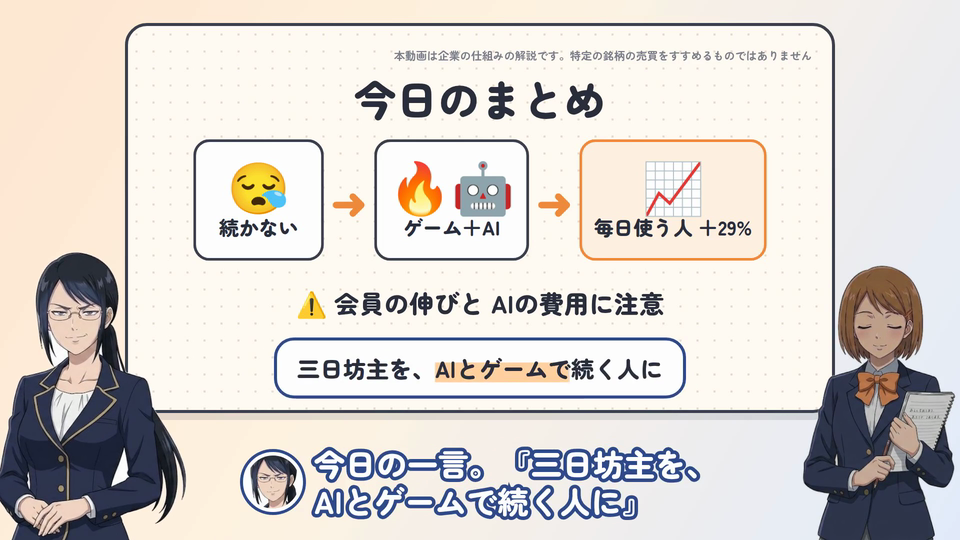 本動画は企業の仕組みの解説です。特定の銘柄の売買をすすめるものではありません
今日のまとめ
続かない
ゲーム＋AI
毎日使う人 ＋29%
会員の伸びと AIの費用に注意
三日坊主を、AIとゲームで続く人に
今日の一言。『三日坊主を、
AIとゲームで続く人に』